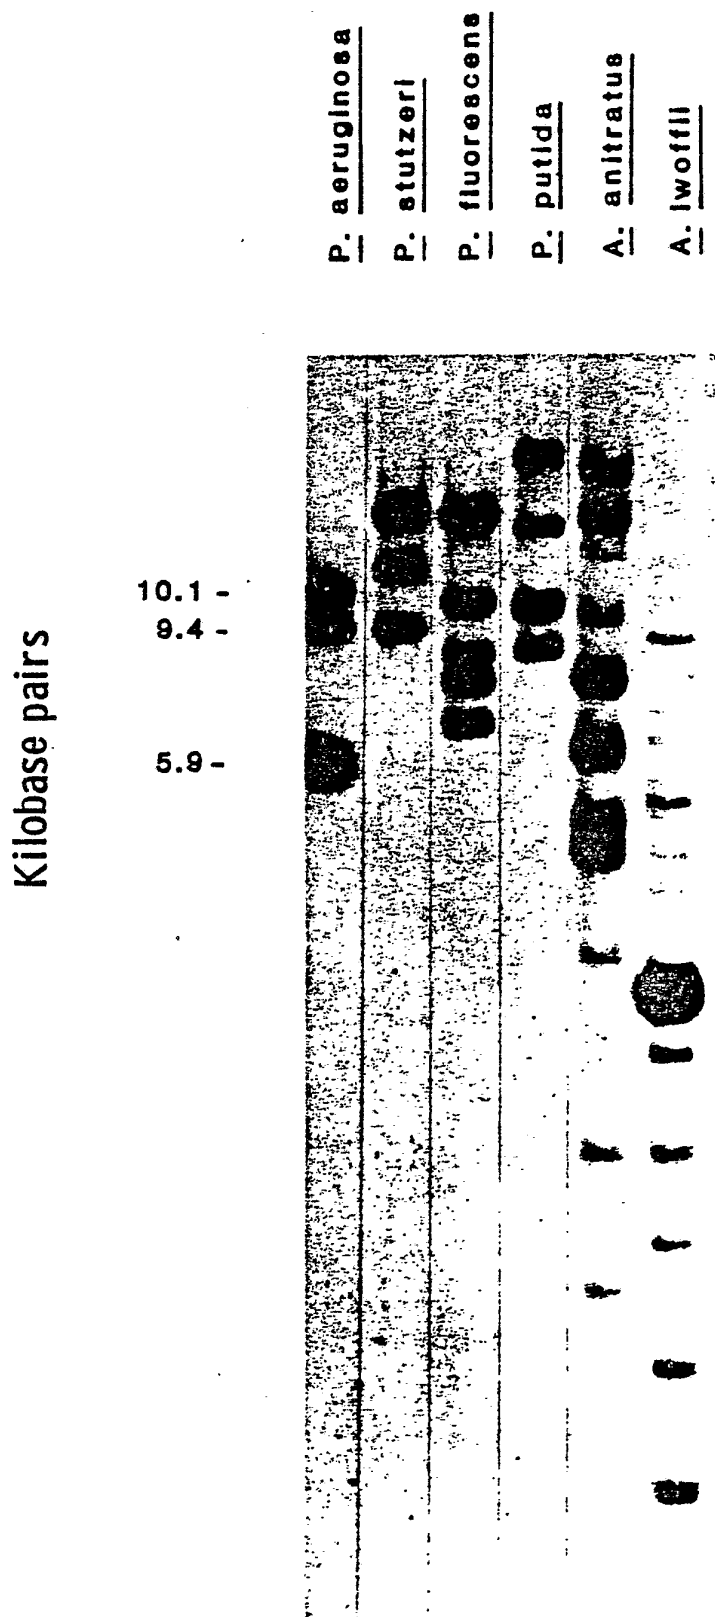 P. aeruginosa
P. stutzeri
P. fluorescens
P. putida
A. anitratus
A. lwoffii
Kilobase pairs
10.1 -
9.4 -
5.9 -